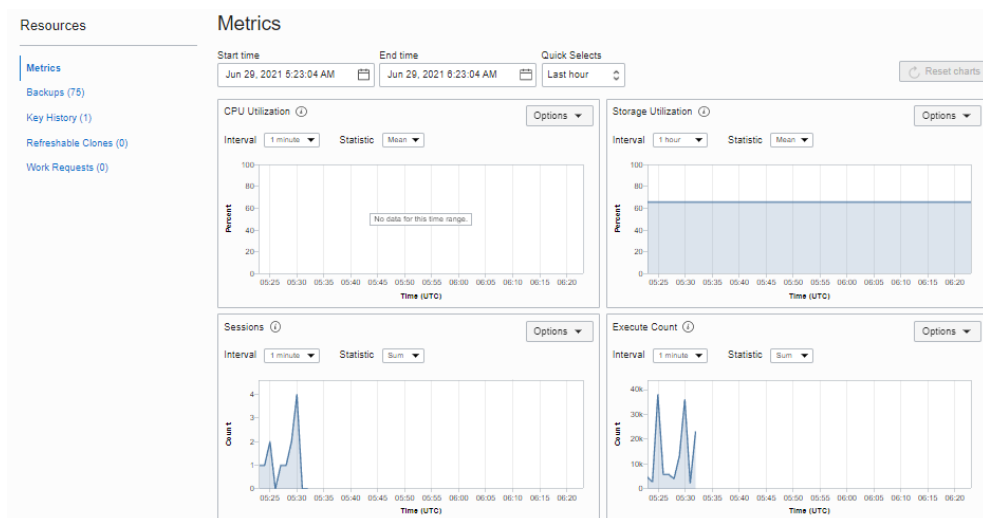 Resources
Metrics
Backups (75)
Key History (1)
Refreshable Clones (0)
Work Requests (0)
Metrics
Start time
End time
Quick Selects
Jun 29, 2021 5:23:04 AM
Jun 29, 2021 6:23:04 AM
Last hour
Reset charts
CPU Utilization
Options
Interval 1 minute Statistic Mean
100
80
60
40
20
0
Percent
No data for this time range.
05:25 05:30 05:35 05:40 05:45 05:50 05:55 06:00 06:05 06:10 06:15 06:20
Time (UTC)
Storage Utilization
Options
Interval 1 hour Statistic Mean
100
80
60
40
20
0
Percent
05:25 05:30 05:35 05:40 05:45 05:50 05:55 06:00 06:05 06:10 06:15 06:20
Time (UTC)
Sessions
Options
Interval 1 minute Statistic Sum
4
3
2
1
0
Count
05:25 05:30 05:35 05:40 05:45 05:50 05:55 06:00 06:05 06:10 06:15 06:20
Time (UTC)
Execute Count
Options
Interval 1 minute Statistic Sum
40k
30k
20k
10k
0
Count
05:25 05:30 05:35 05:40 05:45 05:50 05:55 06:00 06:05 06:10 06:15 06:20
Time (UTC)